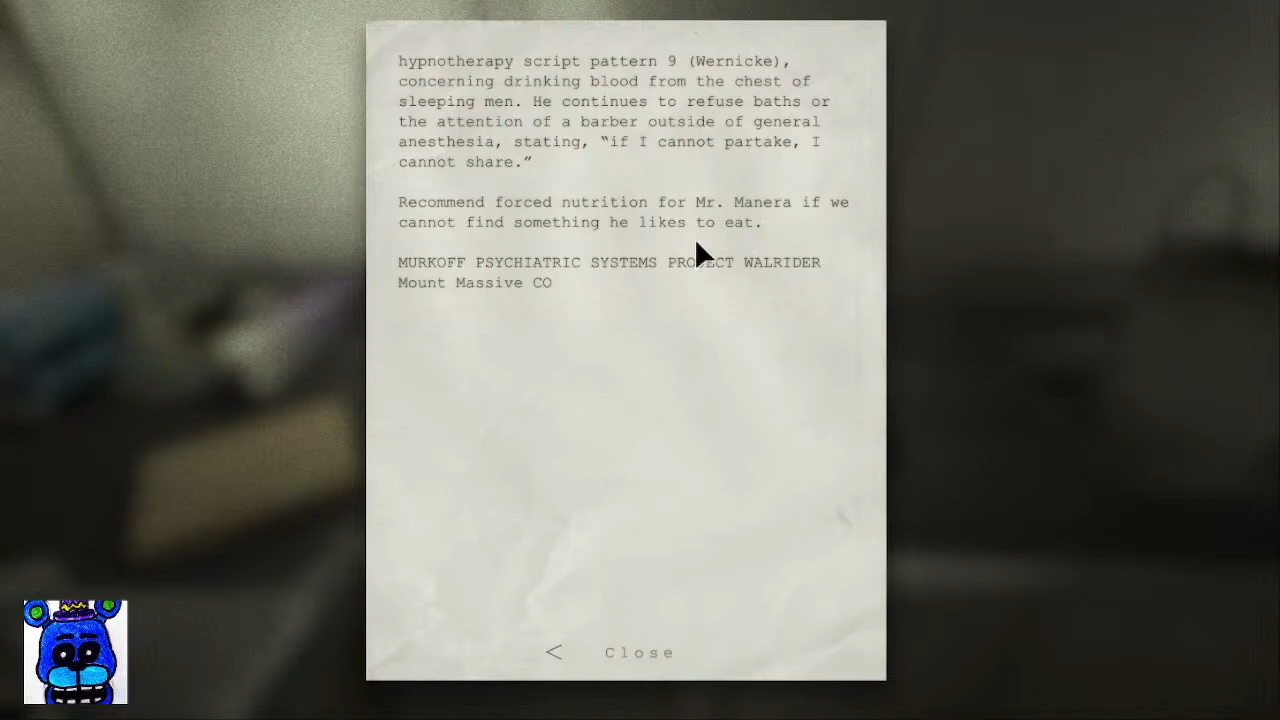 hypnotherapy script pattern 9 (Wernicke),
concerning drinking blood from the chest of
sleeping men. He continues to refuse baths or
the attention of a barber outside of general
anesthesia, stating, “if I cannot partake, I
cannot share.”
Recommend forced nutrition for Mr. Manera if we
cannot find something he likes to eat.
MURKOFF PSYCHIATRIC SYSTEMS PROJECT WALRIDER
Mount Massive CO
< Close